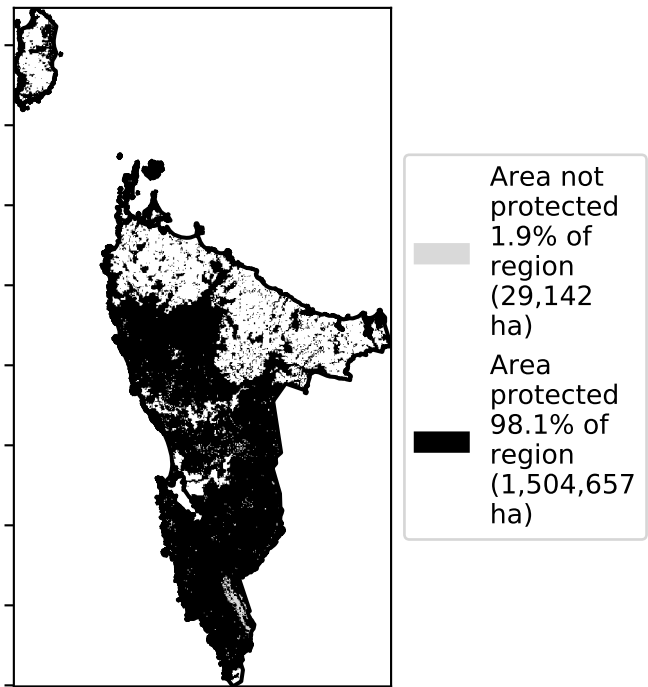 Area not
protected
1.9% of
region
(29,142
ha)
Area
protected
98.1% of
region
(1,504,657
ha)